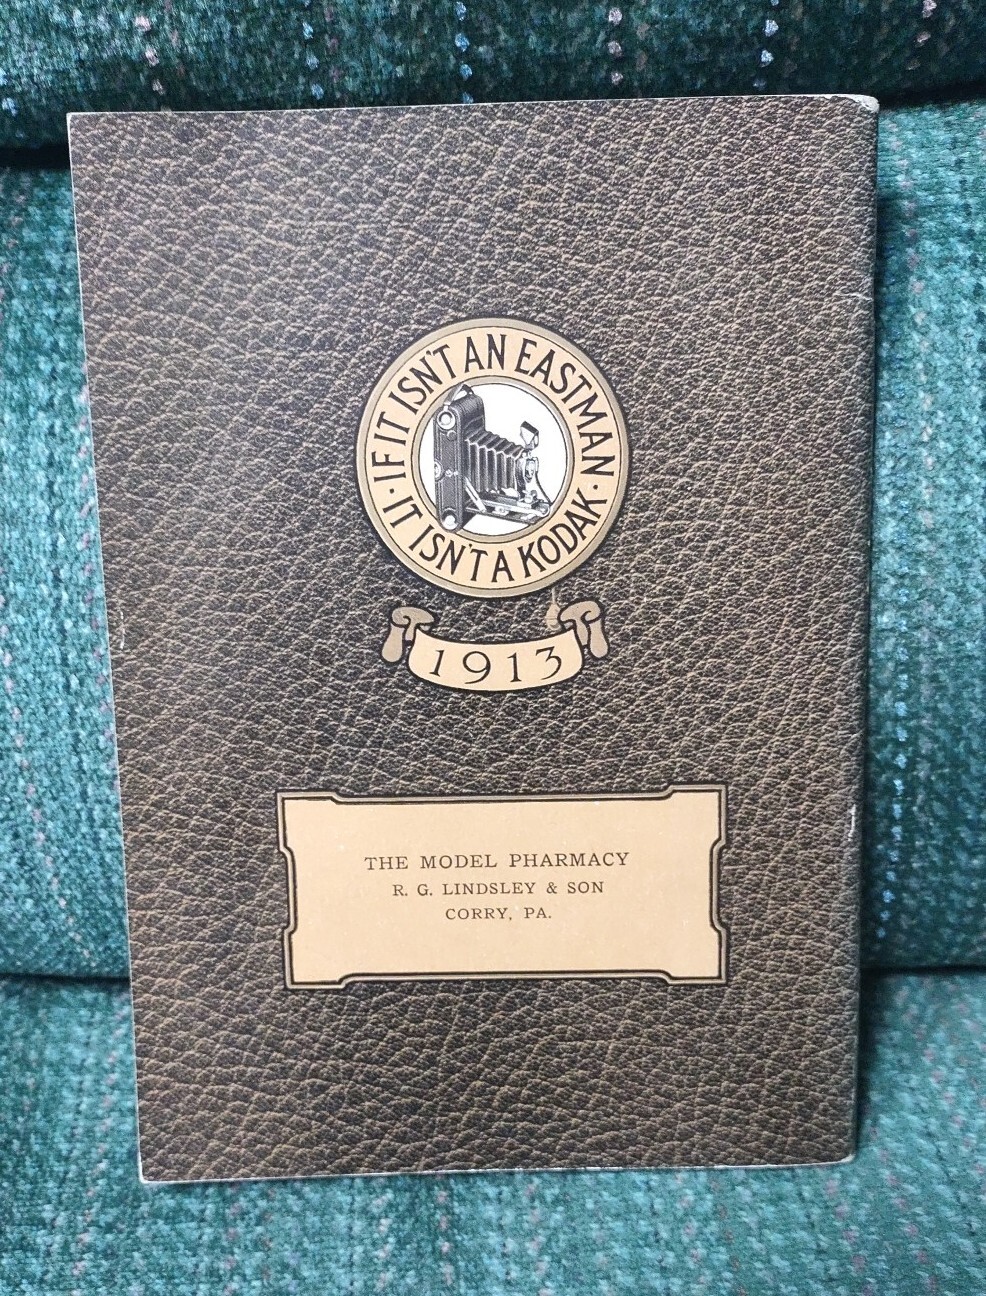 IF IT ISN'T AN EASTMAN
· IT ISN'T A KODAK ·
1913
THE MODEL PHARMACY
R. G. LINDSLEY & SON
CORRY, PA.